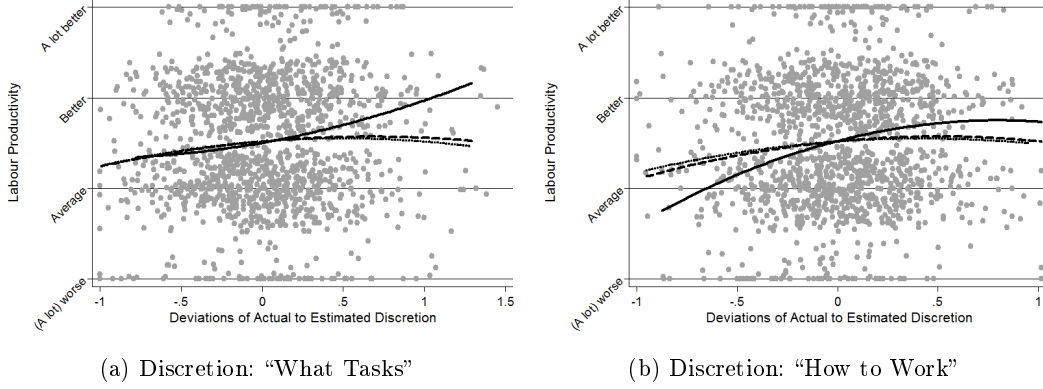 A lot better
Better
Average
(A lot) worse
Labour Productivity
-1 -.5 0 .5 1 1.5
Deviations of Actual to Estimated Discretion
(a) Discretion: “What Tasks”
A lot better
Better
Average
(A lot) worse
Labour Productivity
-1 -.5 0 .5 1
Deviations of Actual to Estimated Discretion
(b) Discretion: “How to Work”